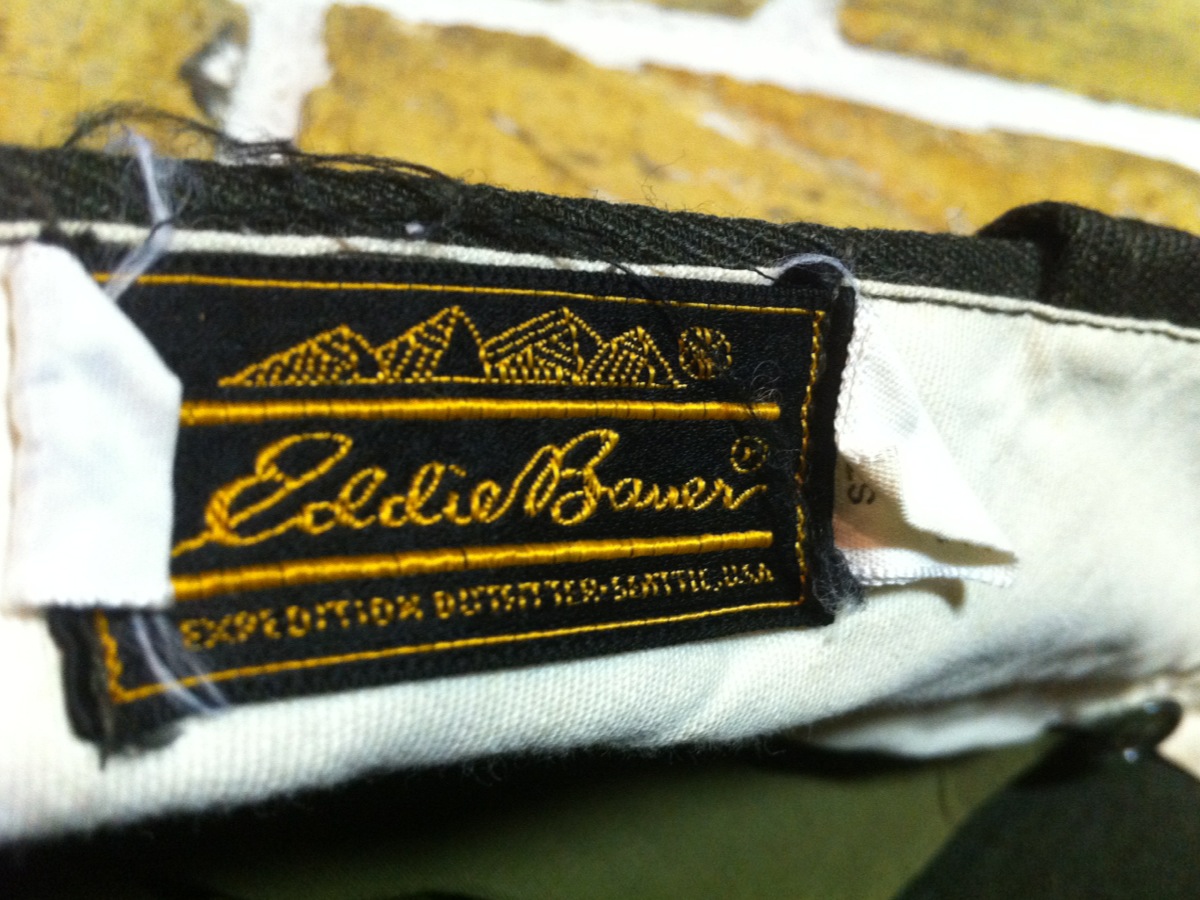 Eddie Bauer ®
EXPEDITION OUTFITTER·SEATTLE, USA
S-